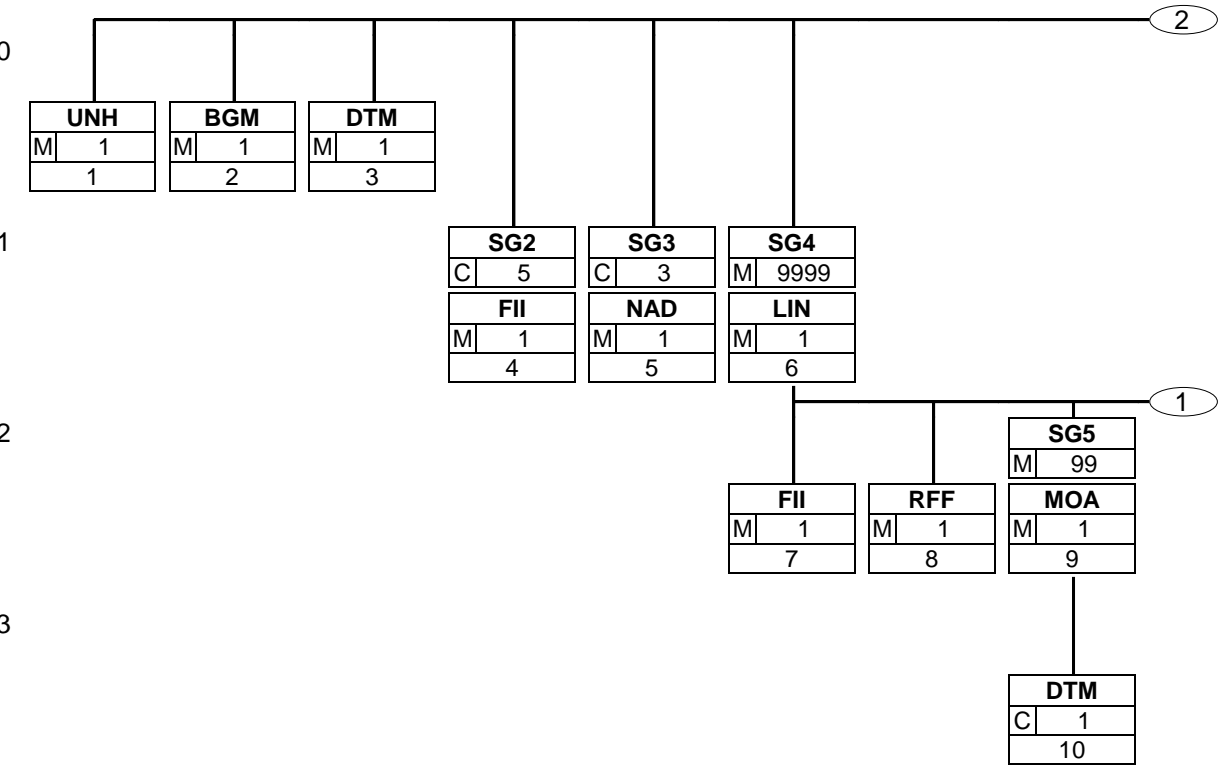 2
0
UNH BGM DTM
M 1 M 1 M 1
1 2 3
1
SG2 SG3 SG4
C 5 C 3 M 9999
FII NAD LIN
M 1 M 1 M 1
4 5 6
1
2
SG5
M 99
FII RFF MOA
M 1 M 1 M 1
7 8 9
3
DTM
C 1
10